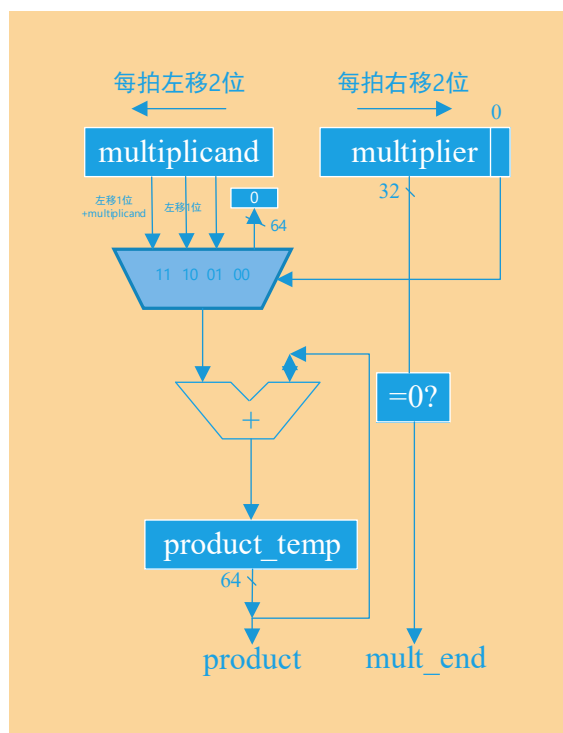 每拍左移2位
每拍右移2位
0
multiplicand
multiplier
左移1位
+multiplicand
左移1位
0
64
32
11 10 01 00
=0?
+
product_temp
64
product
mult_end